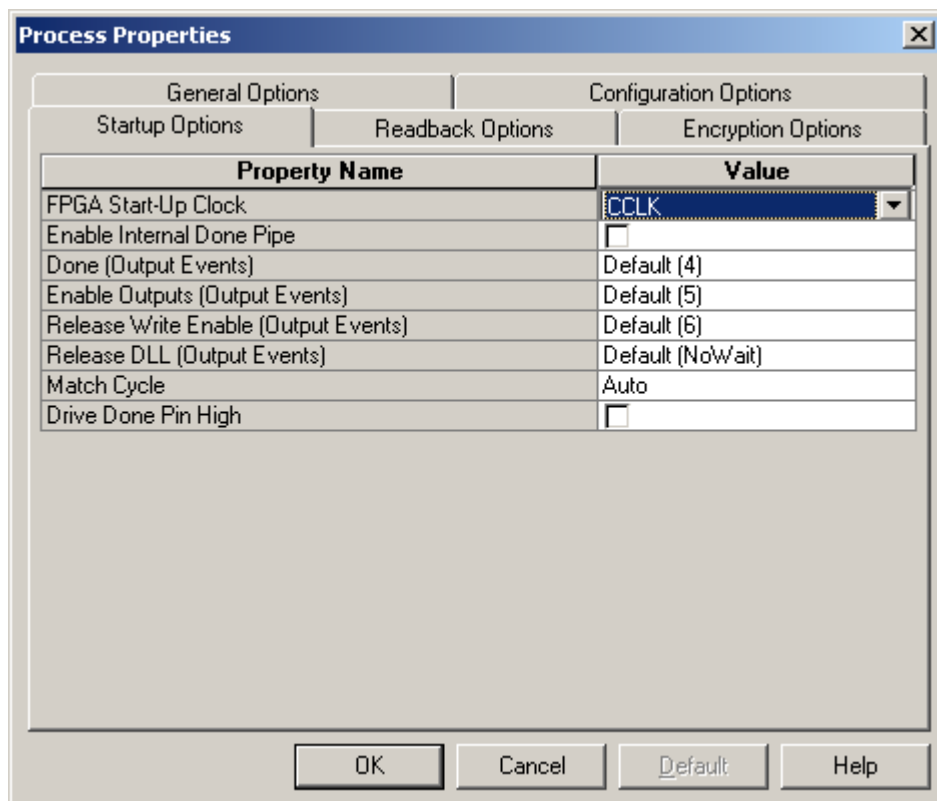 Process Properties
General Options Configuration Options
Startup Options Readback Options Encryption Options
Property Name Value
FPGA Start-Up Clock CCLK
Enable Internal Done Pipe
Done (Output Events) Default (4)
Enable Outputs (Output Events) Default (5)
Release Write Enable (Output Events) Default (6)
Release DLL (Output Events) Default (NoWait)
Match Cycle Auto
Drive Done Pin High
OK Cancel Default Help